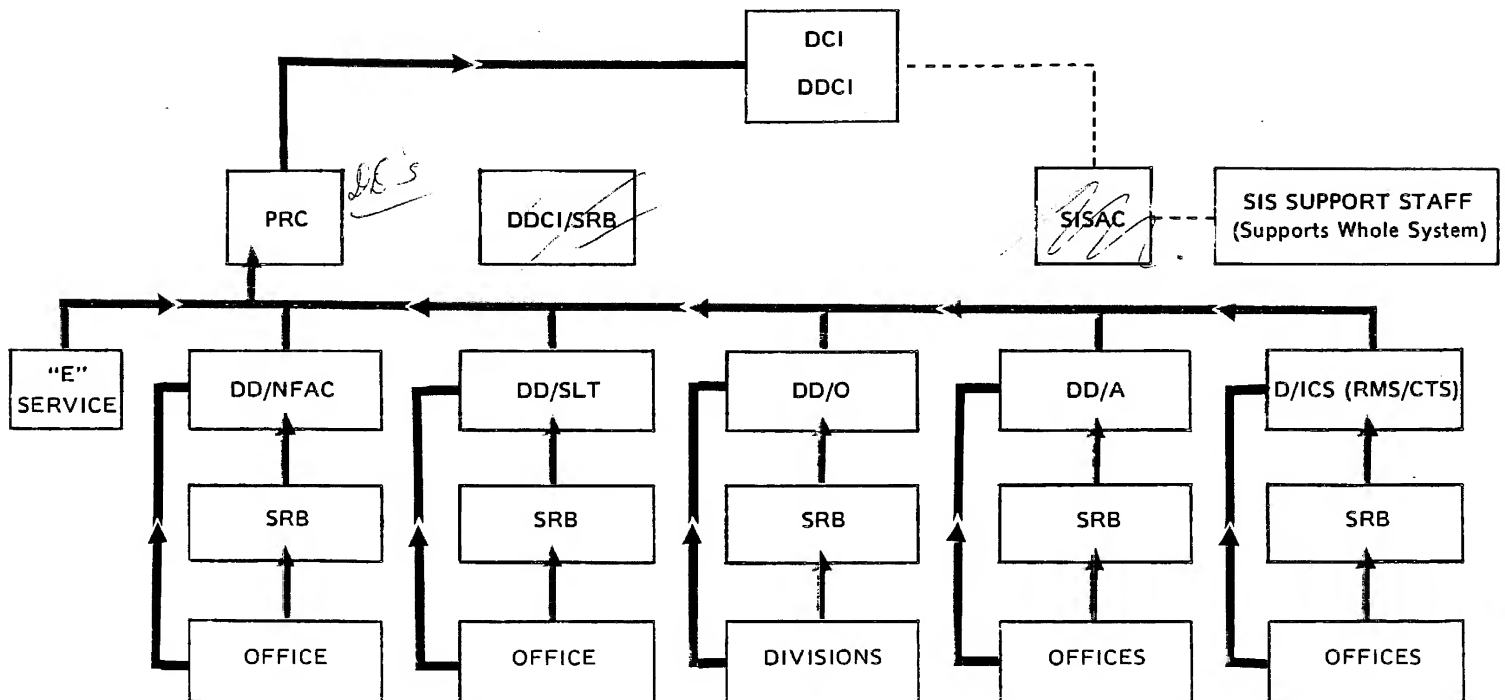 DCI
DDCI
PRC
DDCI/SRB
SISAC
SIS SUPPORT STAFF
(Supports Whole System)
"E"
SERVICE
DD/NFAC
DD/SLT
DD/O
DD/A
D/ICS (RMS/CTS)
SRB
SRB
SRB
SRB
SRB
OFFICE
OFFICE
DIVISIONS
OFFICES
OFFICES